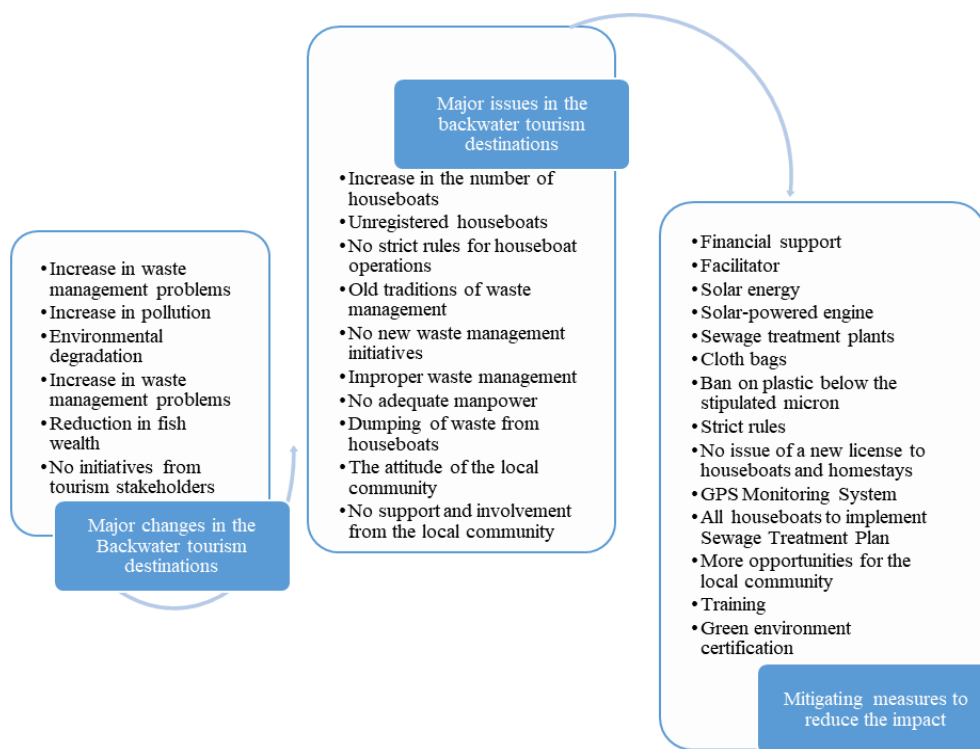 • Increase in waste
management problems
• Increase in pollution
• Environmental
degradation
• Increase in waste
management problems
• Reduction in fish
wealth
• No initiatives from
tourism stakeholders
Major changes in the
Backwater tourism
destinations
Major issues in the
backwater tourism
destinations
• Increase in the number of
houseboats
• Unregistered houseboats
• No strict rules for houseboat
operations
• Old traditions of waste
management
• No new waste management
initiatives
• Improper waste management
• No adequate manpower
• Dumping of waste from
houseboats
• The attitude of the local
community
• No support and involvement
from the local community
• Financial support
• Facilitator
• Solar energy
• Solar-powered engine
• Sewage treatment plants
• Cloth bags
• Ban on plastic below the
stipulated micron
• Strict rules
• No issue of a new license to
houseboats and homestays
• GPS Monitoring System
• All houseboats to implement
Sewage Treatment Plan
• More opportunities for the
local community
• Training
• Green environment
certification
Mitigating measures to
reduce the impact